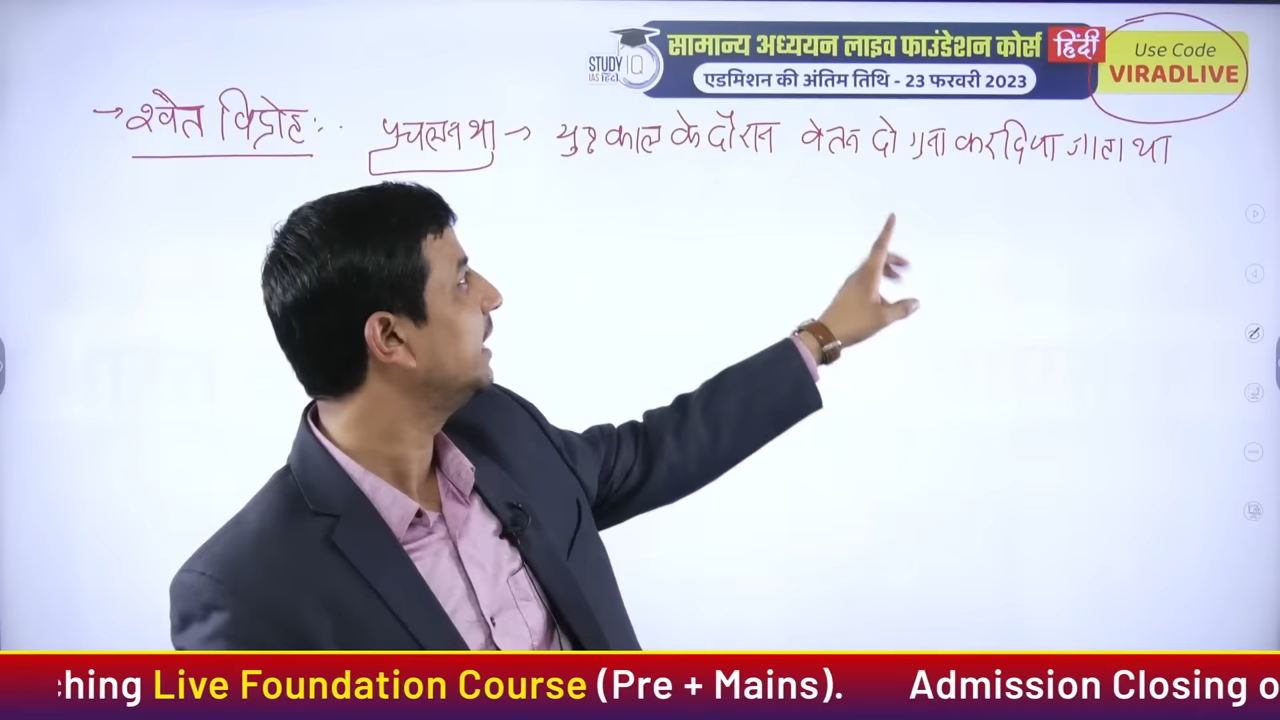 सामान्य अध्ययन लाइव फाउंडेशन कोर्स हिंदी
STUDY IQ
IAS हिंदी
एडमिशन की अंतिम तिथि - 23 फरवरी 2023
Use Code
VIRADLIVE
→ श्वेत विद्रोह :- प्रचलन था → युद्धकाल के दौरान वेतन दो गुना कर दिया जाता था
hing Live Foundation Course (Pre + Mains). Admission Closing o